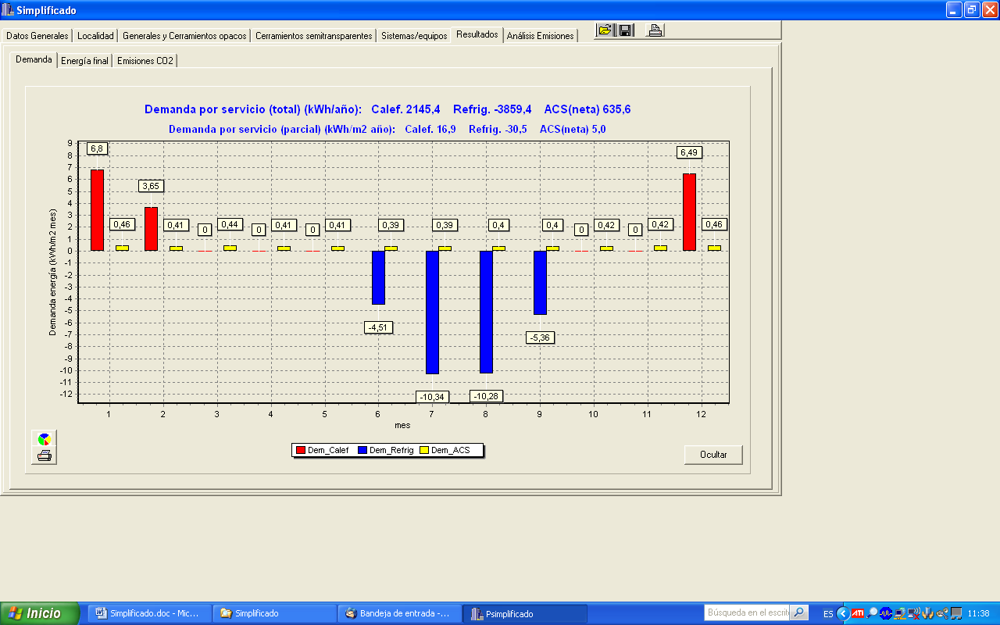 Simplificado
Datos Generales Localidad Generales y Cerramientos opacos Cerramientos semitransparentes Sistemas/equipos Resultados Análisis Emisiones
Demanda Energía final Emisiones CO2
Demanda por servicio (total) (kWh/año): Calef. 2145,4 Refrig. -3859,4 ACS(neta) 635,6
Demanda por servicio (parcial) (kWh/m2 año): Calef. 16,9 Refrig. -30,5 ACS(neta) 5,0
Demanda energía (kWh/m2 mes)
9
8
7
6
5
4
3
2
1
0
-1
-2
-3
-4
-5
-6
-7
-8
-9
-10
-11
-12
6,8 6,49
3,65
0,46 0,41 0 0,44 0 0,41 0 0,41 0,39 0,39 0,4 0,4 0 0,42 0 0,42 0,46
-4,51 -5,36
-10,34 -10,28
1 2 3 4 5 6 7 8 9 10 11 12
mes
Dem_Calef Dem_Refrig Dem_ACS
Ocultar
Inicio Simplificado.doc - Mic... Simplificado Bandeja de entrada -... Psimplificado Búsqueda en el escrit ES ATI 11:38